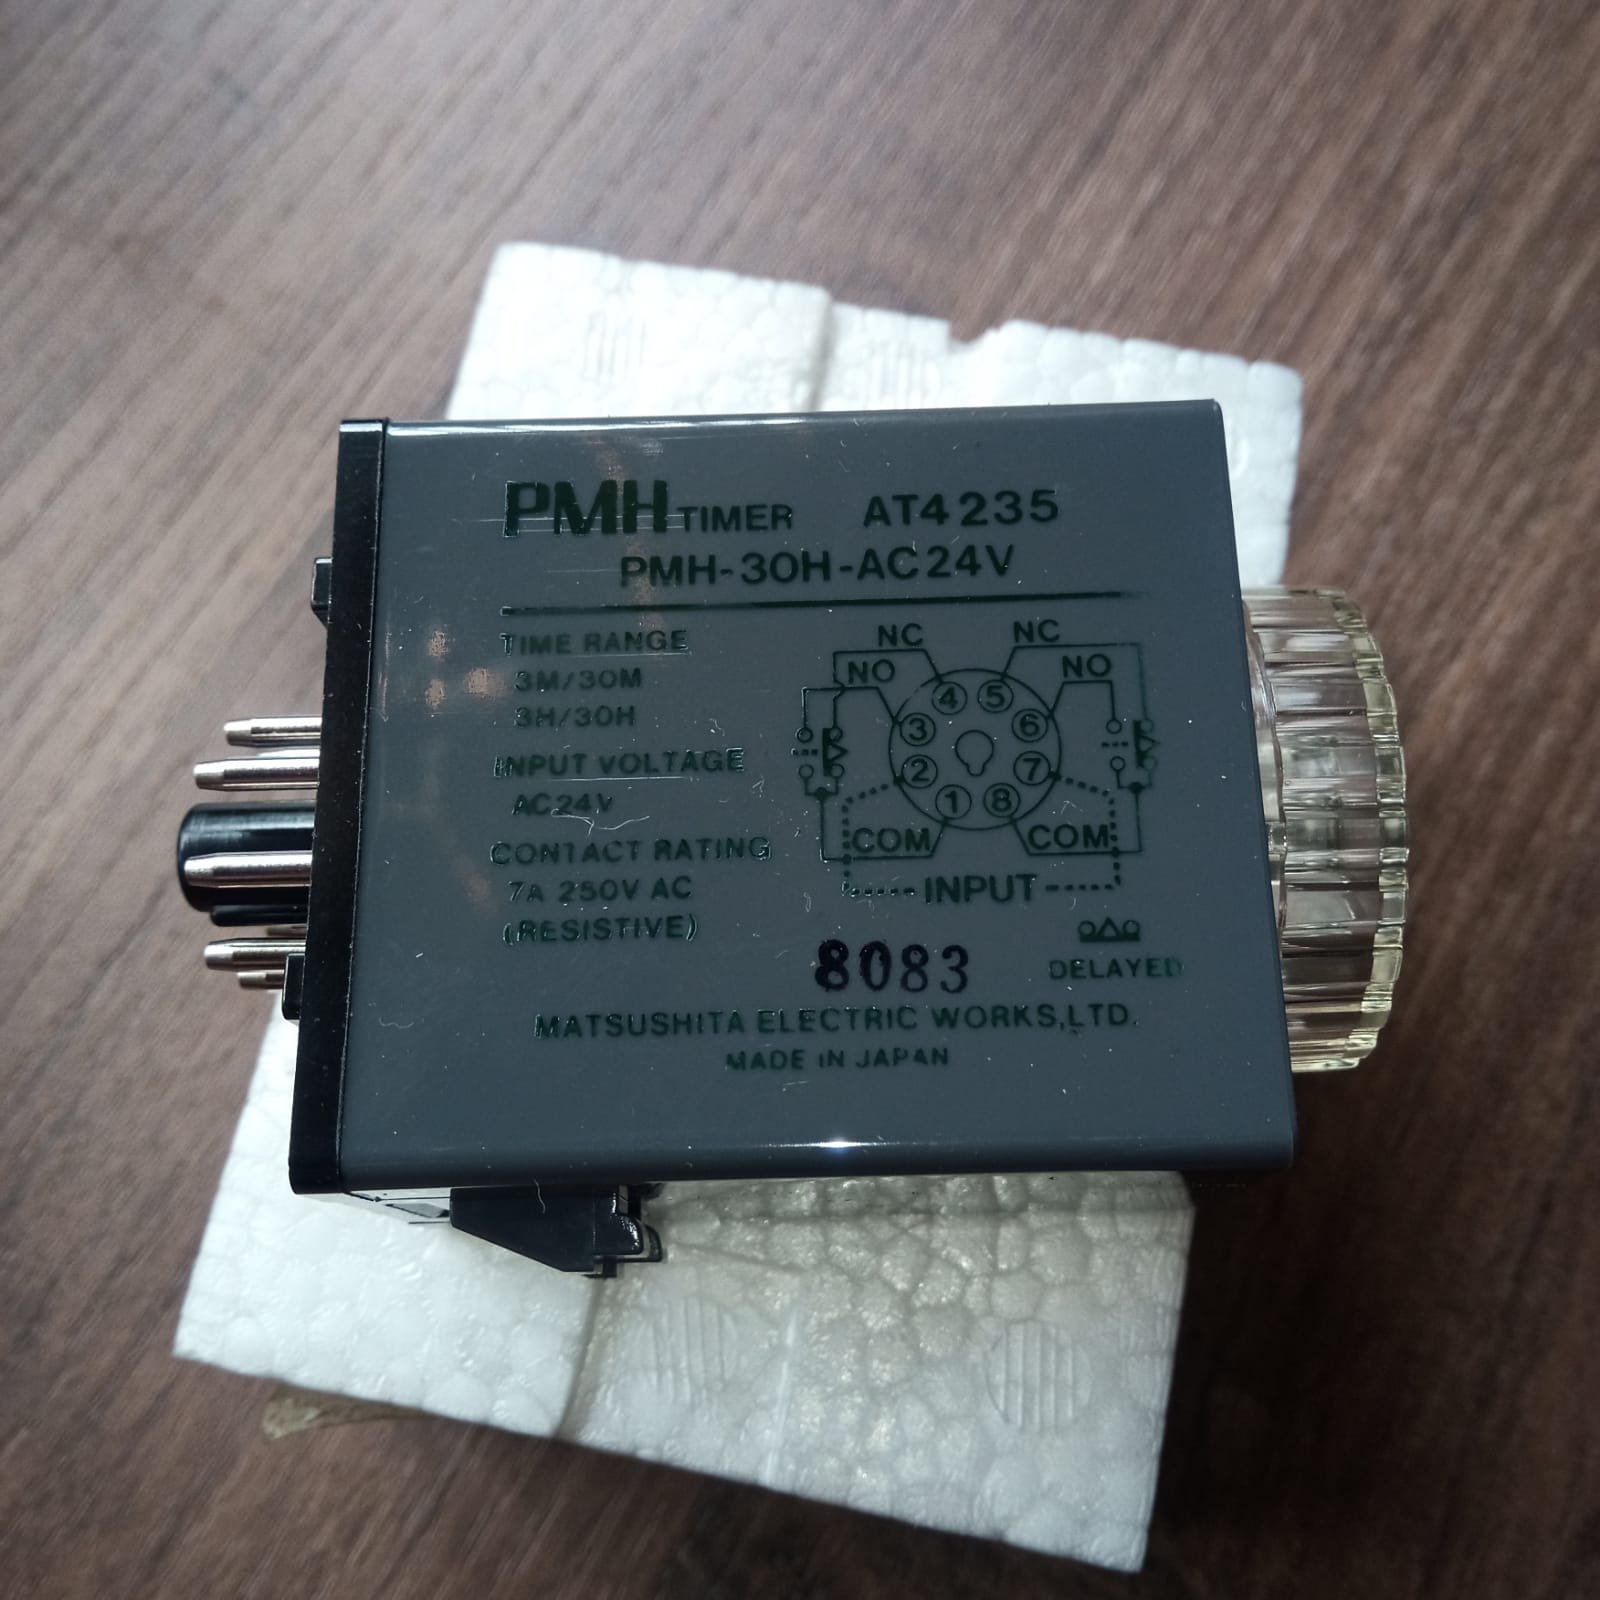 PMH TIMER AT4235
PMH-30H-AC24V
TIME RANGE
3M/30M
3H/30H
INPUT VOLTAGE
AC24V
CONTACT RATING
7A 250V AC
(RESISTIVE)
NC NC
NO NO
4 5
3 6
2 7
1 8
COM COM
INPUT
DELAYED
8083
MATSUSHITA ELECTRIC WORKS,LTD.
MADE IN JAPAN